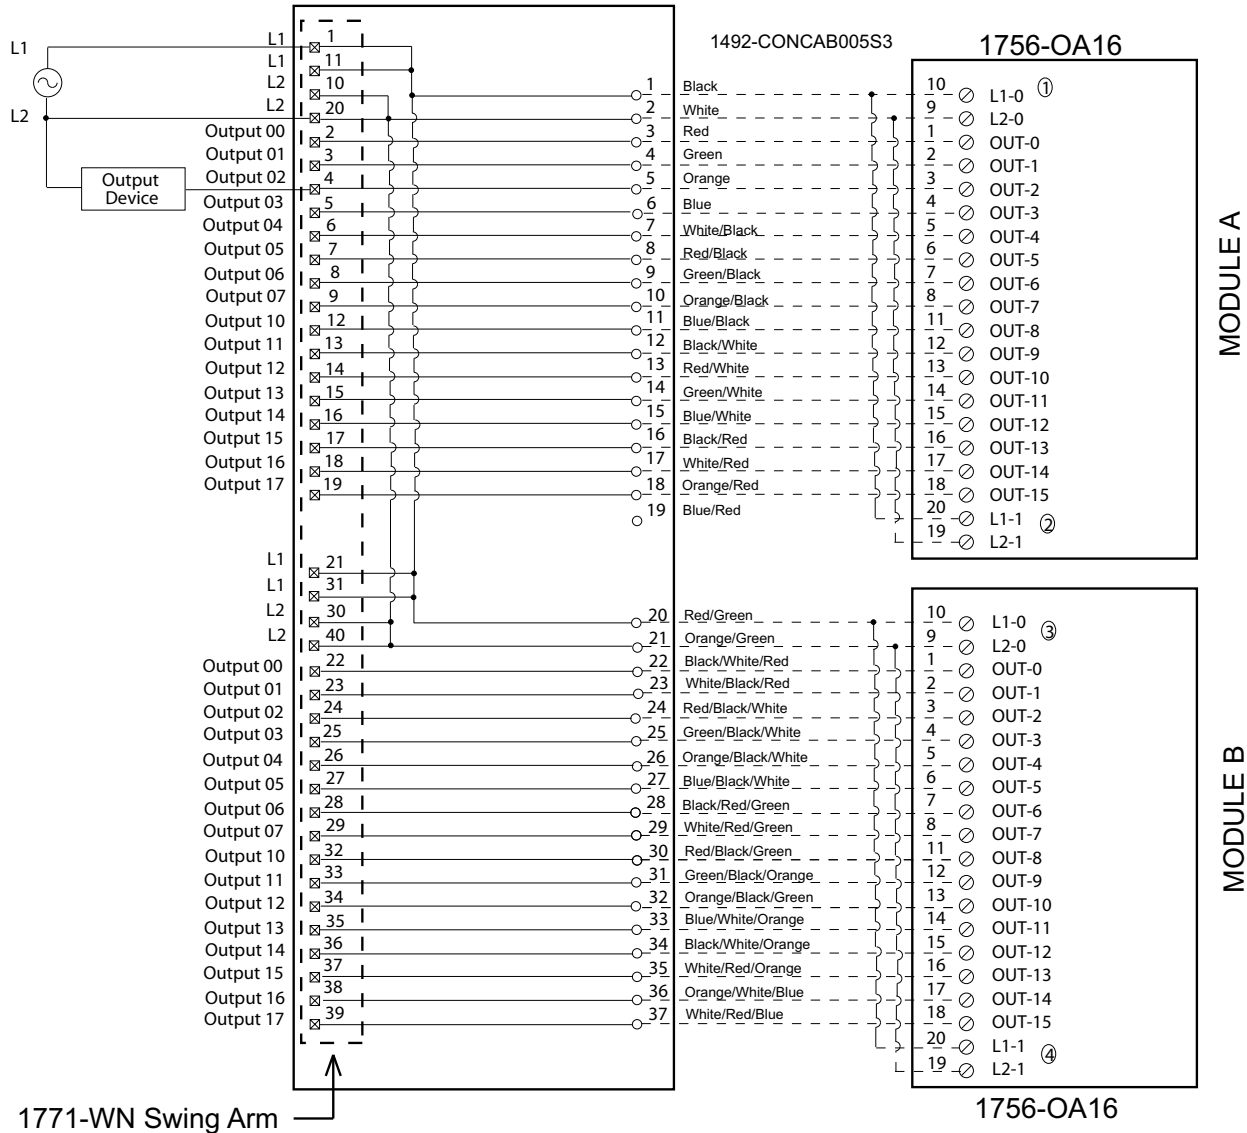 1492-CONCAB005S3 1756-OA16
L1 L1 1
L1 11
L2 10
L2 L2 20
1 Black 10 L1-0 ①
2 White 9 L2-0
Output 00 2 3 Red 1 OUT-0
Output 01 3 4 Green 2 OUT-1
Output Device Output 02 4 5 Orange 3 OUT-2
Output 03 5 6 Blue 4 OUT-3
Output 04 6 7 White/Black 5 OUT-4
Output 05 7 8 Red/Black 6 OUT-5
Output 06 8 9 Green/Black 7 OUT-6
Output 07 9 10 Orange/Black 8 OUT-7
Output 10 12 11 Blue/Black 11 OUT-8
Output 11 13 12 Black/White 12 OUT-9
Output 12 14 13 Red/White 13 OUT-10
Output 13 15 14 Green/White 14 OUT-11
Output 14 16 15 Blue/White 15 OUT-12
Output 15 17 16 Black/Red 16 OUT-13
Output 16 18 17 White/Red 17 OUT-14
Output 17 19 18 Orange/Red 18 OUT-15
19 Blue/Red 20 L1-1 ②
19 L2-1
MODULE A
L1 21
L1 31
L2 30 20 Red/Green 10 L1-0 ③
L2 40 21 Orange/Green 9 L2-0
Output 00 22 22 Black/White/Red 1 OUT-0
Output 01 23 23 White/Black/Red 2 OUT-1
Output 02 24 24 Red/Black/White 3 OUT-2
Output 03 25 25 Green/Black/White 4 OUT-3
Output 04 26 26 Orange/Black/White 5 OUT-4
Output 05 27 27 Blue/Black/White 6 OUT-5
Output 06 28 28 Black/Red/Green 7 OUT-6
Output 07 29 29 White/Red/Green 8 OUT-7
Output 10 32 30 Red/Black/Green 11 OUT-8
Output 11 33 31 Green/Black/Orange 12 OUT-9
Output 12 34 32 Orange/Black/Green 13 OUT-10
Output 13 35 33 Blue/White/Orange 14 OUT-11
Output 14 36 34 Black/White/Orange 15 OUT-12
Output 15 37 35 White/Red/Orange 16 OUT-13
Output 16 38 36 Orange/White/Blue 17 OUT-14
Output 17 39 37 White/Red/Blue 18 OUT-15
20 L1-1 ④
19 L2-1
MODULE B
1771-WN Swing Arm 1756-OA16